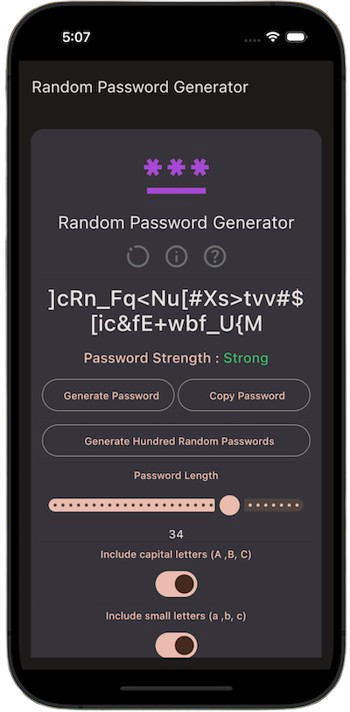 5:07
Random Password Generator
***
Random Password Generator
]cRn_Fq<Nu[#Xs>tvv#$
[ic&fE+wbf_U{M
Password Strength : Strong
Generate Password
Copy Password
Generate Hundred Random Passwords
Password Length
34
Include capital letters (A ,B, C)
Include small letters (a ,b, c)